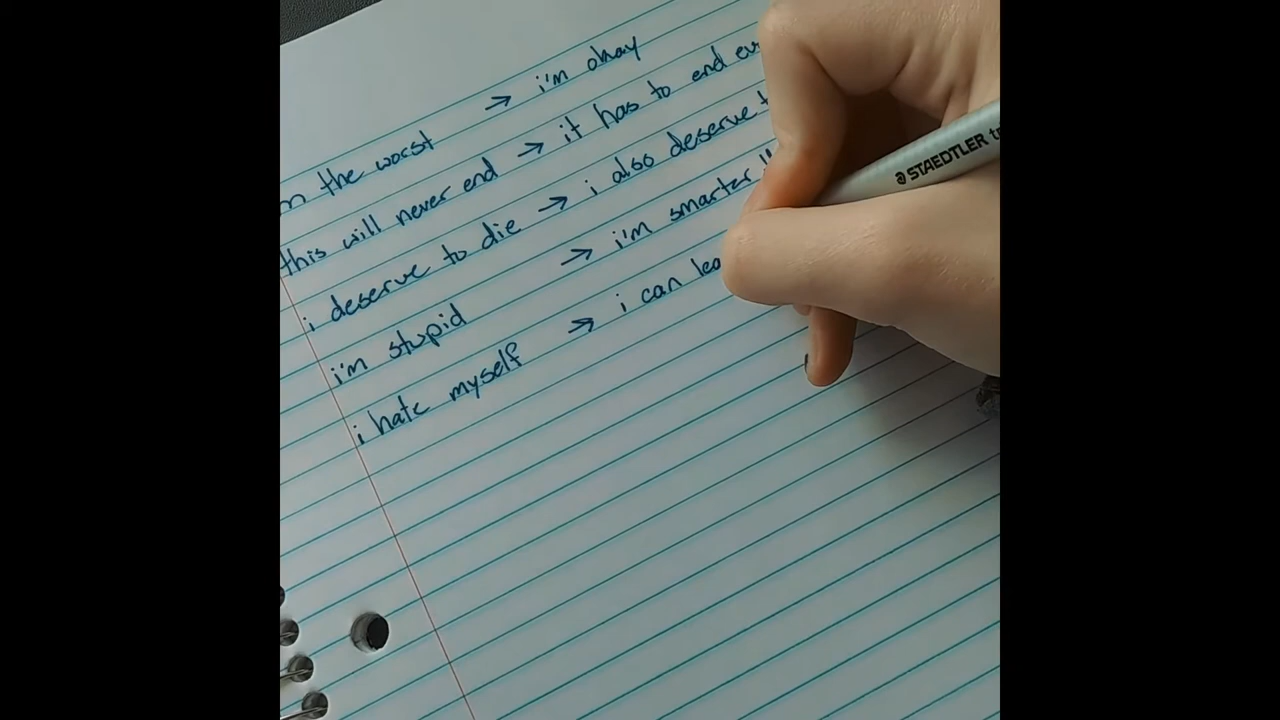 the worst → i'm okay
this will never end → it has to end
i deserve to die → i also deserve
i'm stupid → i'm smarter
i hate myself → i can
STAEDTLER